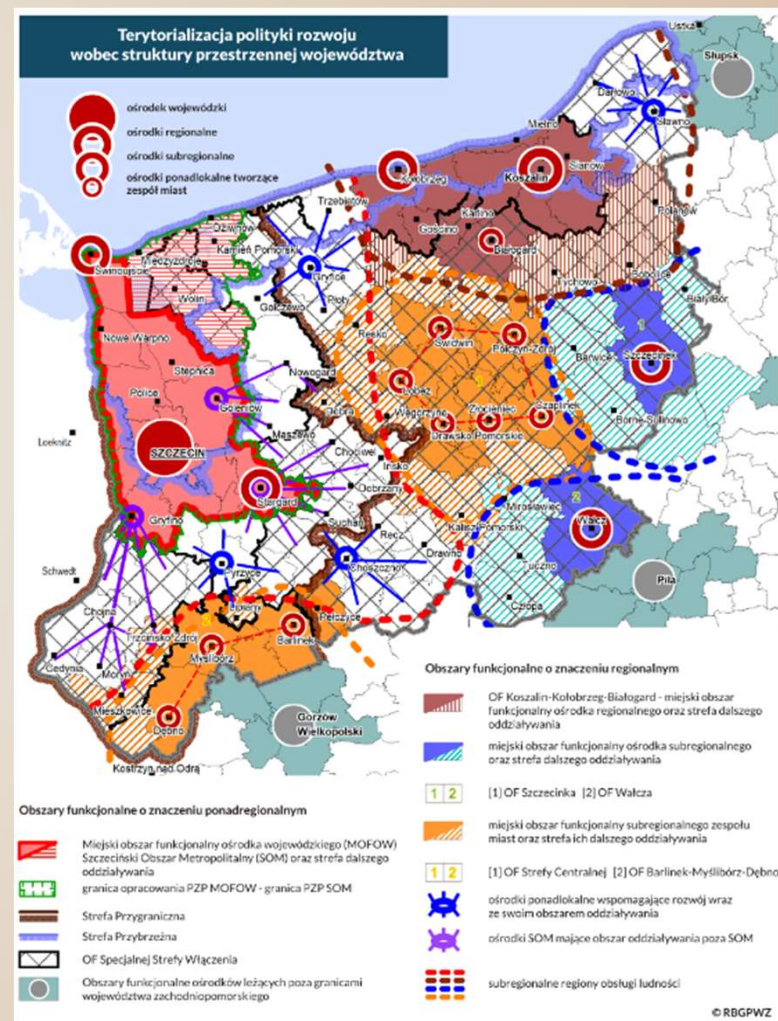 Terytorializacja polityki rozwoju
wobec struktury przestrzennej województwa
ośrodek wojewódzki
ośrodki regionalne
ośrodki subregionalne
ośrodki ponadlokalne tworzące
zespół miast
Ustka
Słupsk
Darłowo
Sławno
Mielno
Sianów
Koszalin
Kołobrzeg
Trzebiatów
Karlino
Gościno
Białogard
Polanów
Dziwnów
Kamień Pomorski
Międzyzdroje
Świnoujście
Wolin
Gryfice
Tychowo
Bobolice
Golczewo
Płoty
Biały Bór
Nowe Warpno
Resko
Świdwin
Połczyn-Zdrój
Barwice
1
Szczecinek
Stepnica
Nowogard
Police
Łobez
Goleniów
Dobra
Węgorzyno
Złocieniec
Czaplinek
Borne Sulinowo
Drawsko Pomorskie
Maszewo
Loeknitz
SZCZECIN
Chociwel
Ińsko
Stargard
Dobrzany
Mirosławiec
2
Suchań
Kalisz Pomorski
Wałcz
Gryfino
Recz
Drawno
Schwedt
Pyrzyce
Choszczno
Tuczno
Piła
Człopa
Chojna
Lipiany
Pełczyce
Trzcińsko Zdrój
2
Barlinek
Cedynia
Moryń
Myślibórz
Mieszkowice
Dębno
Gorzów
Wielkopolski
Kostrzyn nad Odrą
Obszary funkcjonalne o znaczeniu regionalnym
OF Koszalin-Kołobrzeg-Białogard - miejski obszar
funkcjonalny ośrodka regionalnego oraz strefa dalszego
oddziaływania
miejski obszar funkcjonalny ośrodka subregionalnego
oraz strefa dalszego oddziaływania
1 2 [1] OF Szczecinka [2] OF Wałcza
miejski obszar funkcjonalny subregionalnego zespołu
miast oraz strefa ich dalszego oddziaływania
1 2 [1] OF Strefy Centralnej [2] OF Barlinek-Myślibórz-Dębno
ośrodki ponadlokalne wspomagające rozwój wraz
ze swoim obszarem oddziaływania
ośrodki SOM mające obszar oddziaływania poza SOM
subregionalne regiony obsługi ludności
Obszary funkcjonalne o znaczeniu ponadregionalnym
Miejski obszar funkcjonalny ośrodka wojewódzkiego (MOFOW)
Szczeciński Obszar Metropolitalny (SOM) oraz strefa dalszego
oddziaływania
granica opracowania PZP MOFOW - granica PZP SOM
Strefa Przygraniczna
Strefa Przybrzeżna
OF Specjalnej Strefy Włączenia
Obszary funkcjonalne ośrodków leżących poza granicami
województwa zachodniopomorskiego
© RBGPWZ